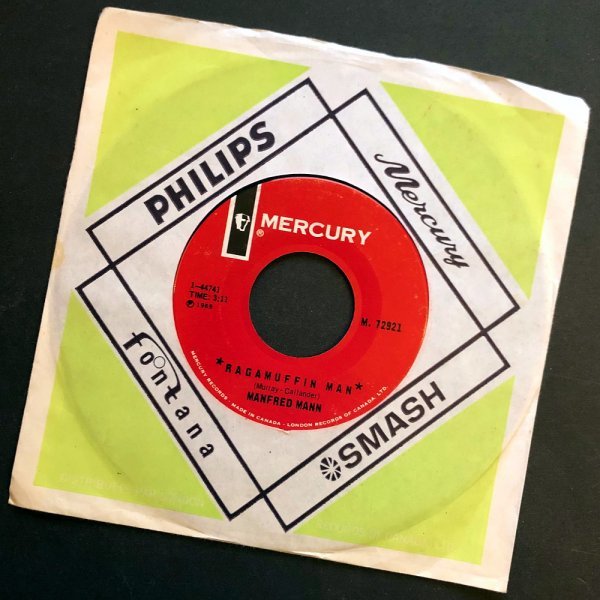 PHILIPS
Mercury
MERCURY
®
1-44741
TIME: 3:11
℗ 1969
M. 72921
★RAGAMUFFIN MAN★
(Murray - Callander)
MANFRED MANN
MERCURY RECORDS - MADE IN CANADA - LONDON RECORDS OF CANADA, LTD.
fontana
SMASH